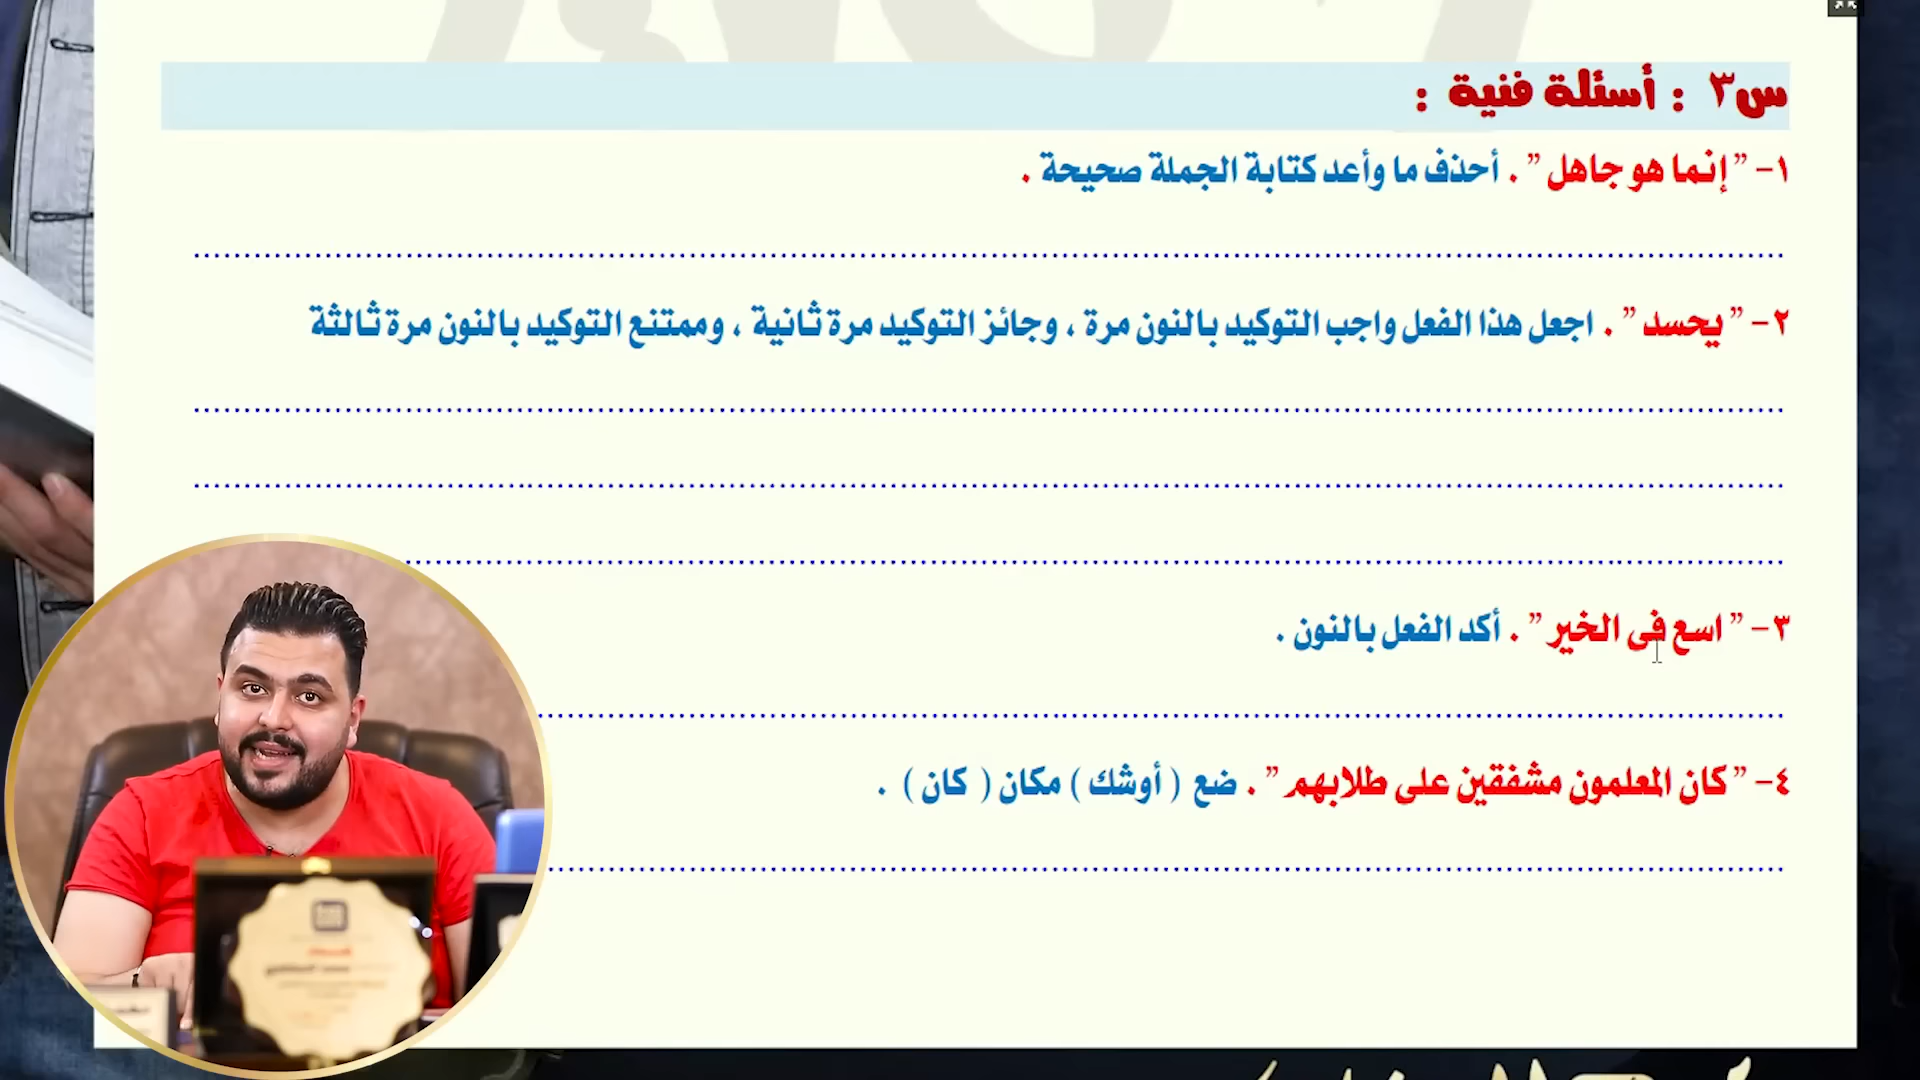 س٣ : أسئلة فنية :
١- " إنما هو جاهل " . أحذف ما وأعد كتابة الجملة صحيحة .
٢- " يحسد " . اجعل هذا الفعل واجب التوكيد بالنون مرة ، وجائز التوكيد مرة ثانية ، وممتنع التوكيد بالنون مرة ثالثة
٣- " اسع فى الخير " . أكد الفعل بالنون .
٤- " كان المعلمون مشفقين على طلابهم " . ضع ( أوشك ) مكان ( كان ) .